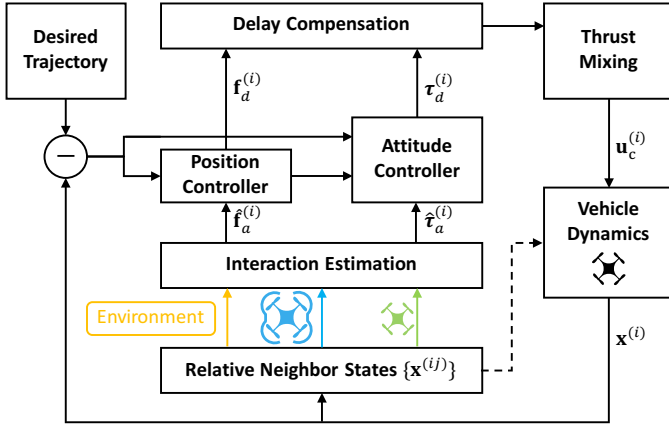 Desired
Trajectory
Delay Compensation
Thrust
Mixing
𝐟_d^{(i)}
𝝉_d^{(i)}
𝐮_c^{(i)}
−
Position
Controller
Attitude
Controller
Vehicle
Dynamics
𝐟̂_a^{(i)}
𝝉̂_a^{(i)}
Interaction Estimation
Environment
𝐱^{(i)}
Relative Neighbor States {𝐱^{(ij)}}